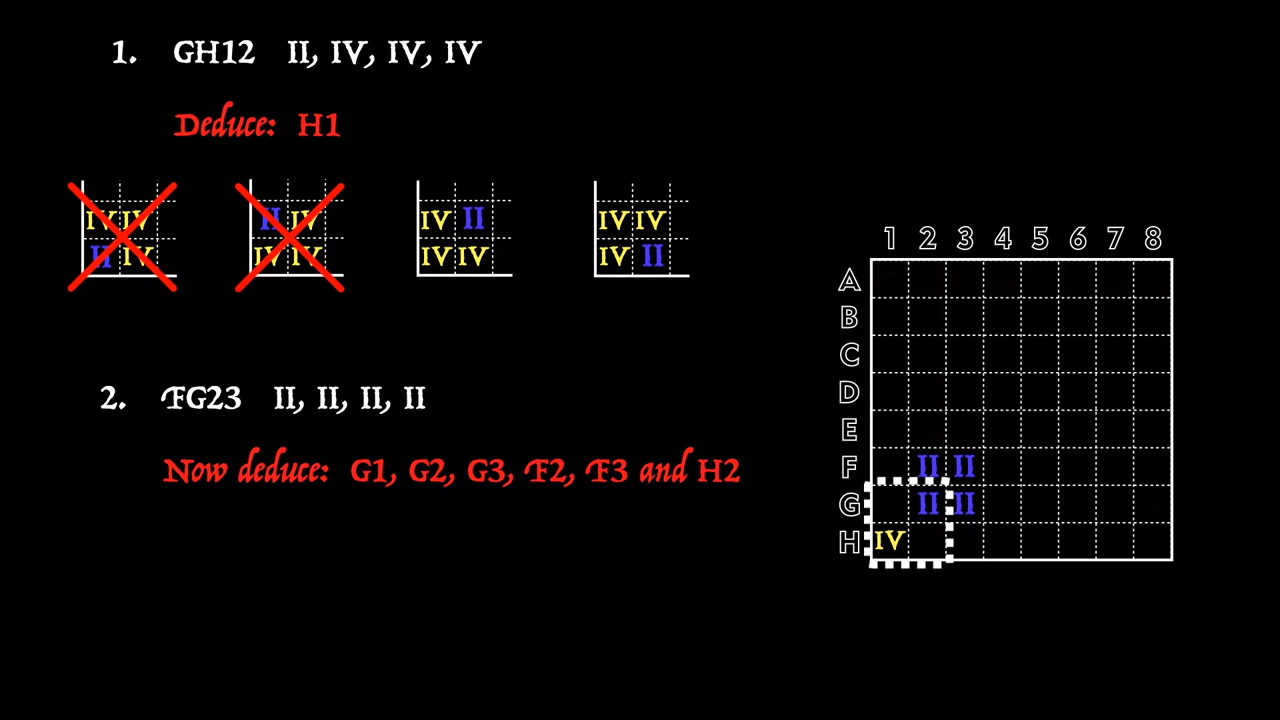 1. GH12 II, IV, IV, IV
Deduce: H1
IV IV II IV IV II IV IV
II IV IV IV IV IV IV II
2. FG23 II, II, II, II
Now deduce: G1, G2, G3, F2, F3 and H2
1 2 3 4 5 6 7 8
A
B
C
D
E
F II II
G II II
H IV